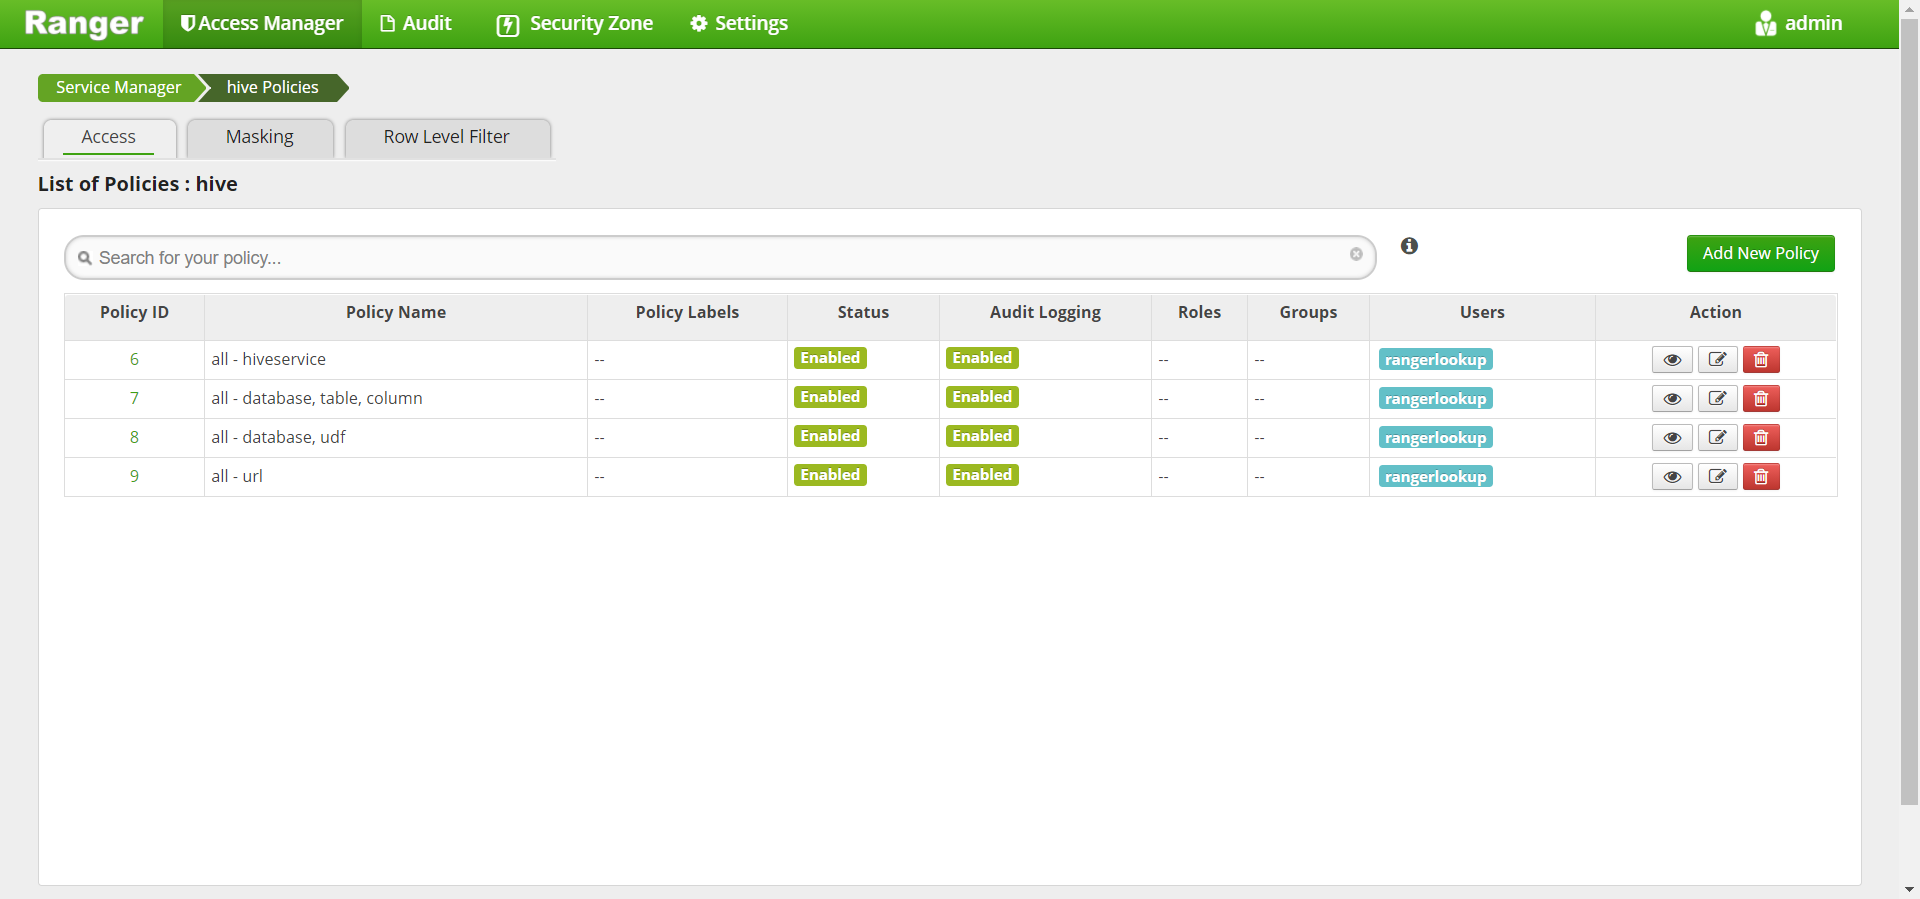 Ranger Access Manager Audit Security Zone Settings admin
Service Manager hive Policies
Access Masking Row Level Filter
List of Policies : hive
Search for your policy... Add New Policy
Policy ID Policy Name Policy Labels Status Audit Logging Roles Groups Users Action
6 all - hiveservice -- Enabled Enabled -- -- rangerlookup
7 all - database, table, column -- Enabled Enabled -- -- rangerlookup
8 all - database, udf -- Enabled Enabled -- -- rangerlookup
9 all - url -- Enabled Enabled -- -- rangerlookup